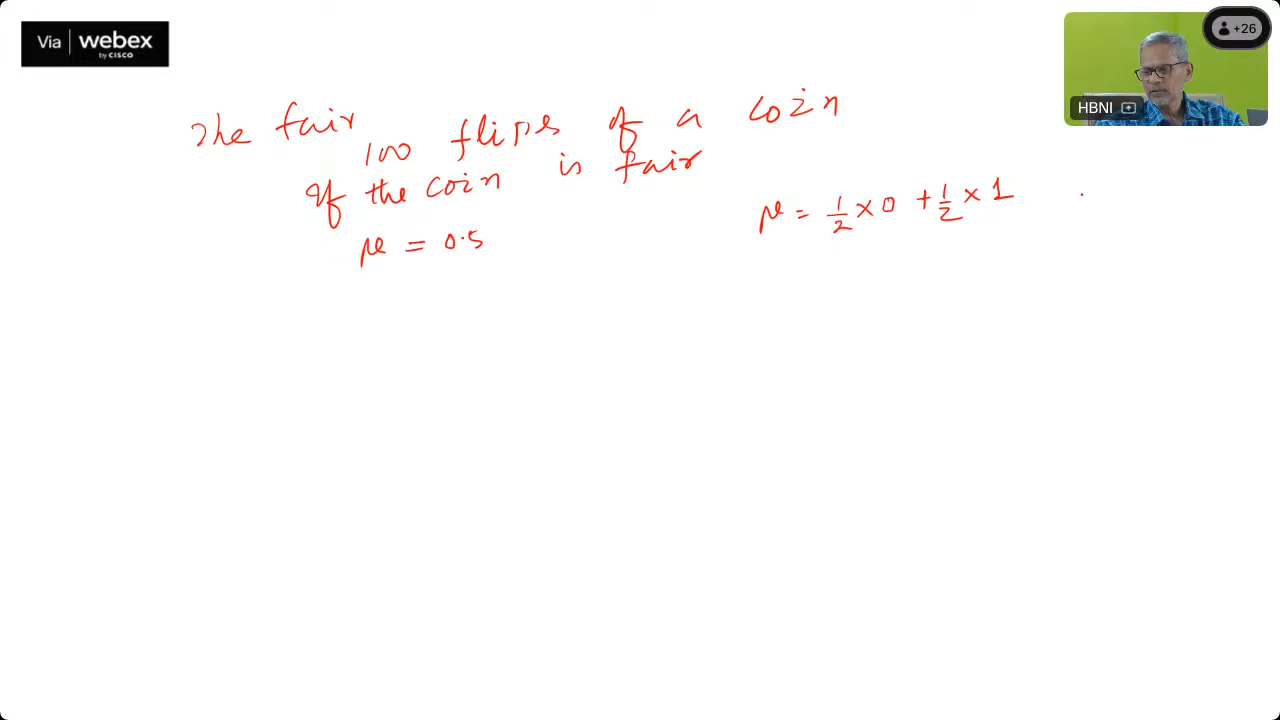 Via webex
by CISCO
+26
HBNI
The fair
100 flips of a coin
If the coin is fair
μ = 0.5
μ = 1/2 × 0 + 1/2 × 1